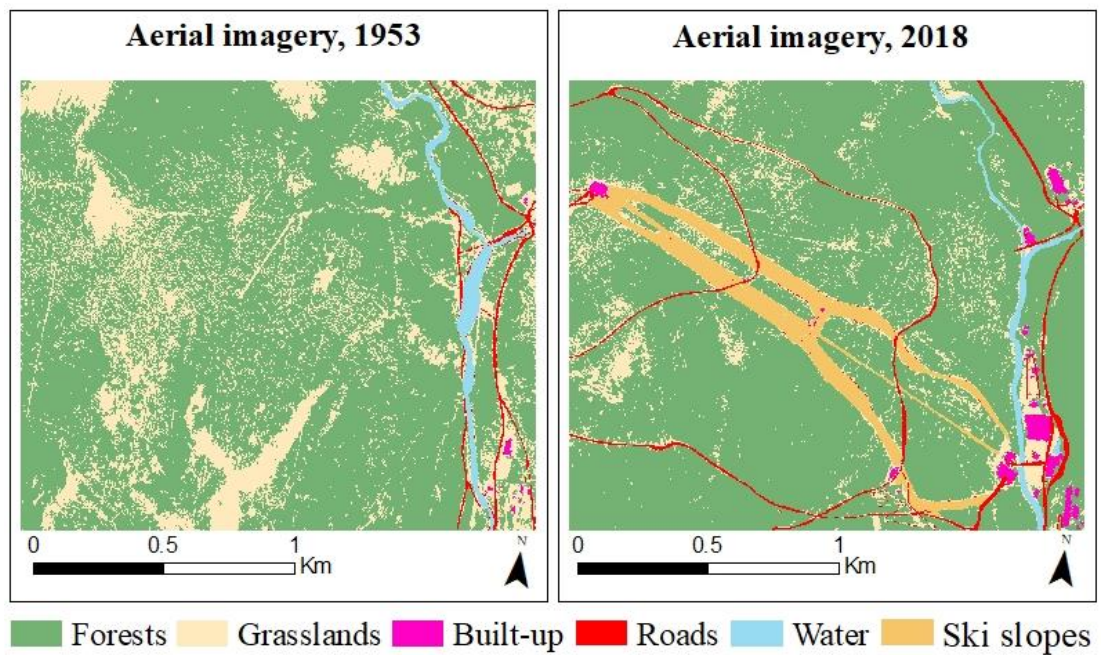 Aerial imagery, 1953
Aerial imagery, 2018
0 0.5 1
Km
N
0 0.5 1
Km
N
Forests Grasslands Built-up Roads Water Ski slopes